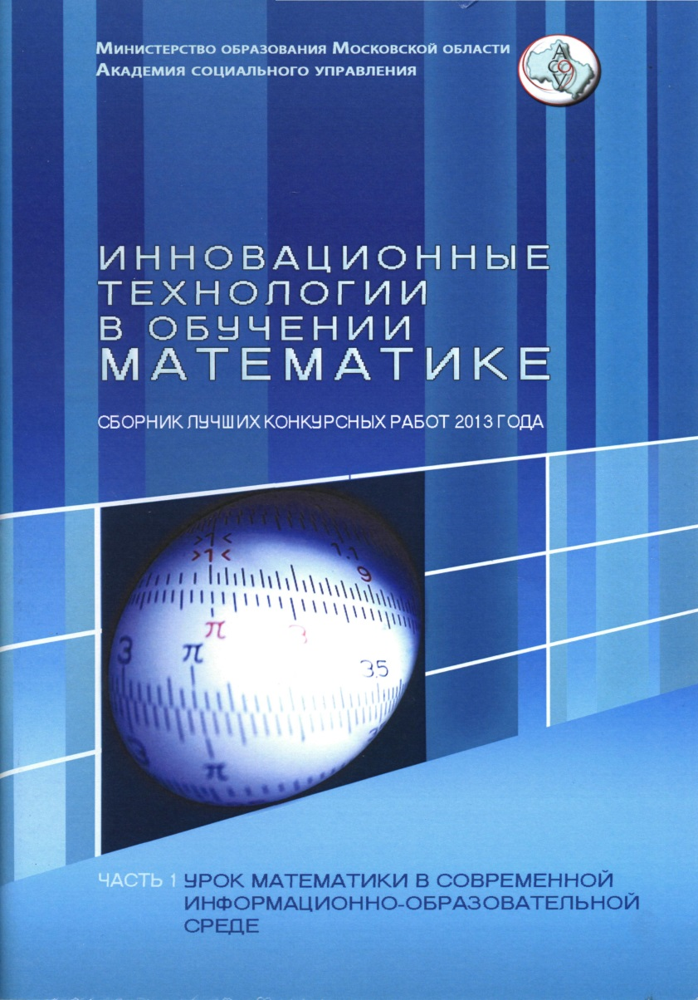 Министерство образования Московской области
Академия социального управления
АСОУ
ИННОВАЦИОННЫЕ
ТЕХНОЛОГИИ
В ОБУЧЕНИИ
МАТЕМАТИКЕ
СБОРНИК ЛУЧШИХ КОНКУРСНЫХ РАБОТ 2013 ГОДА
>1<
>1<
1.1
9
π
3
3
π
3.5
3
π
ЧАСТЬ 1 УРОК МАТЕМАТИКИ В СОВРЕМЕННОЙ
ИНФОРМАЦИОННО-ОБРАЗОВАТЕЛЬНОЙ
СРЕДЕ